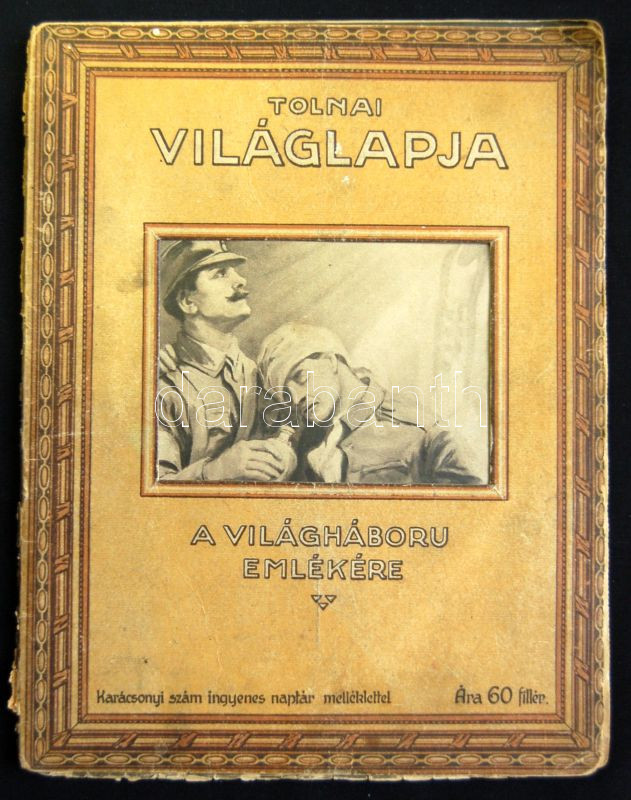 TOLNAI
VILÁGLAPJA
darabanth
A VILÁGHÁBORU
EMLÉKÉRE
Karácsonyi szám ingyenes naptár melléklettel Ára 60 fillér.